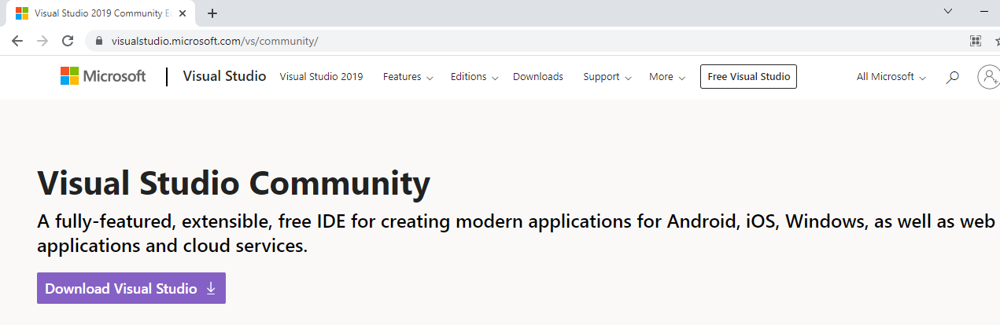 Visual Studio 2019 Community E
visualstudio.microsoft.com/vs/community/
Microsoft Visual Studio Visual Studio 2019 Features Editions Downloads Support More Free Visual Studio All Microsoft
Visual Studio Community
A fully-featured, extensible, free IDE for creating modern applications for Android, iOS, Windows, as well as web
applications and cloud services.
Download Visual Studio